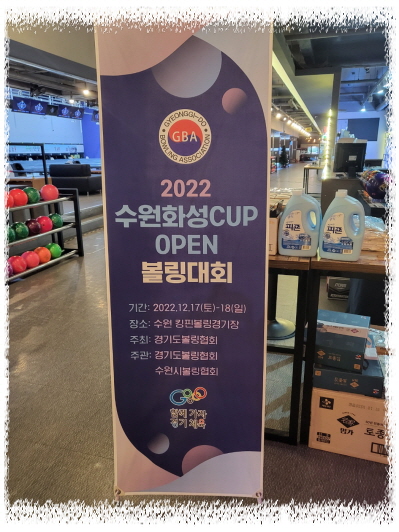 GYEONGGI-DO
GBA
BOWLING ASSOCIATION
2022
수원화성CUP
OPEN
볼링대회
기간: 2022.12.17(토)-18(일)
장소: 수원 킹핀볼링경기장
주최: 경기도볼링협회
주관: 경기도볼링협회
수원시볼링협회
함께 가자
경기 체육
피죤
피죤